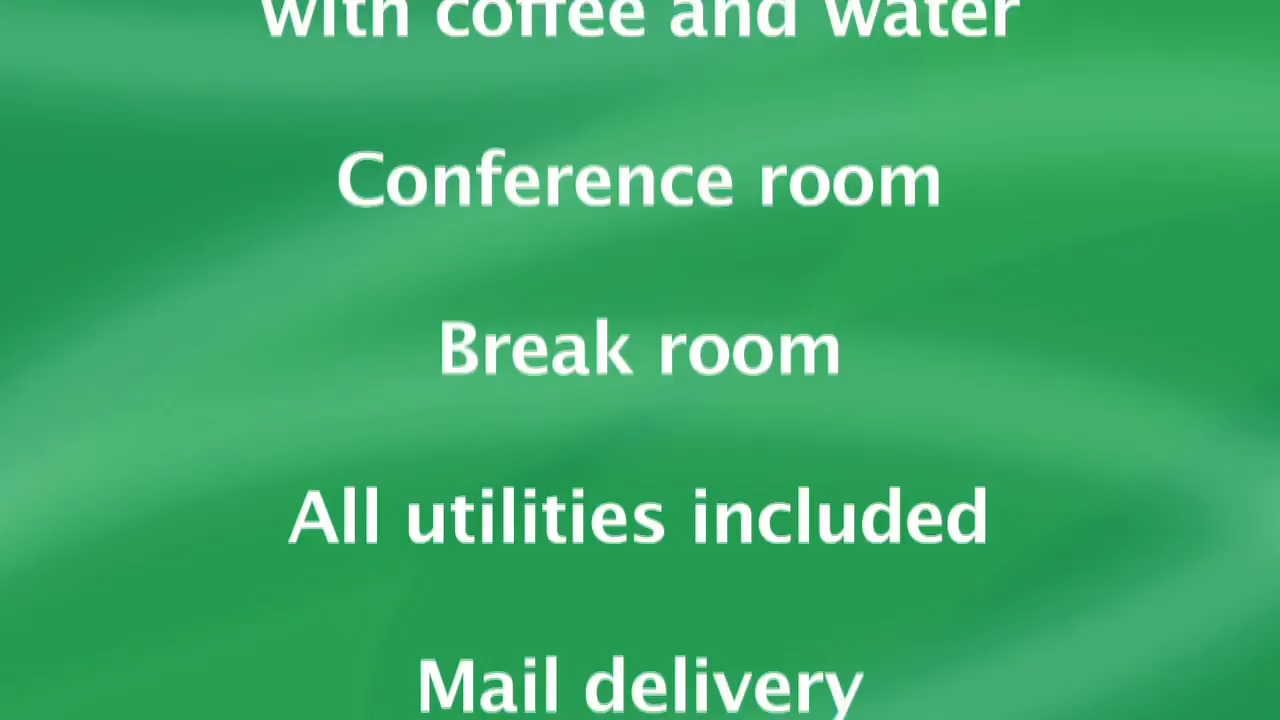 with coffee and water
Conference room
Break room
All utilities included
Mail delivery